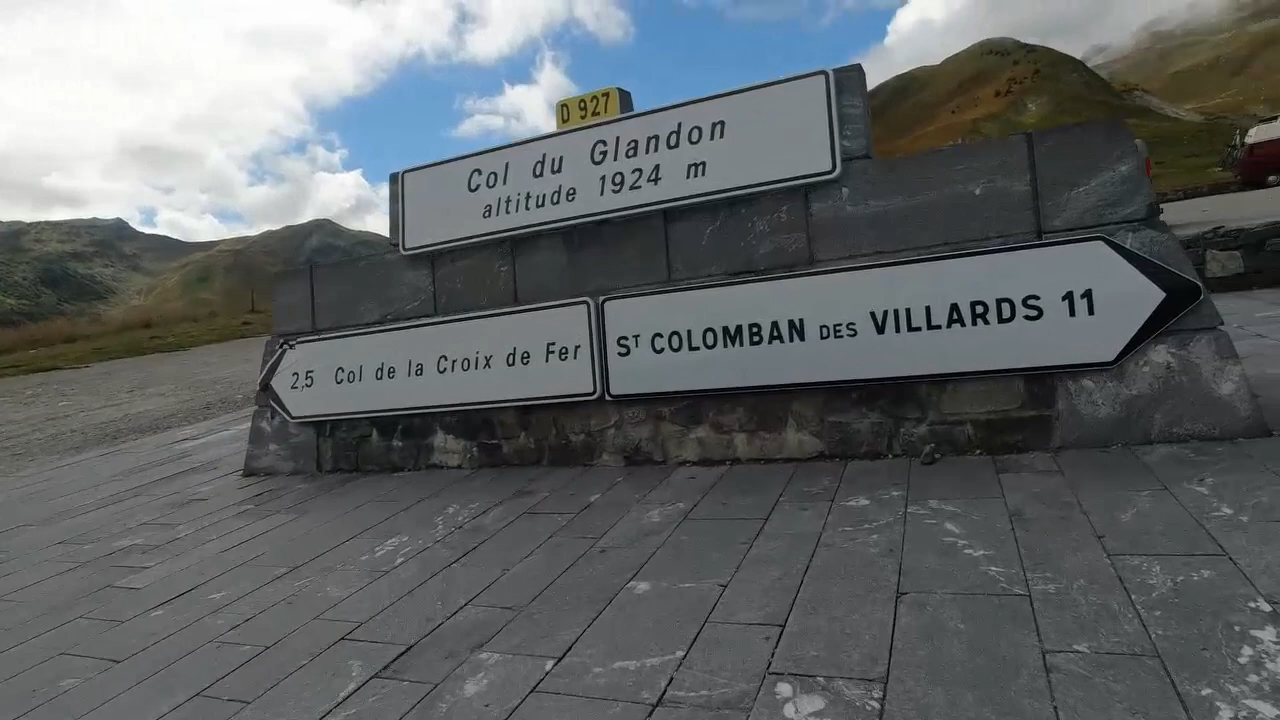 D 927
Col du Glandon
altitude 1924 m
2,5 Col de la Croix de Fer
ST COLOMBAN DES VILLARDS 11